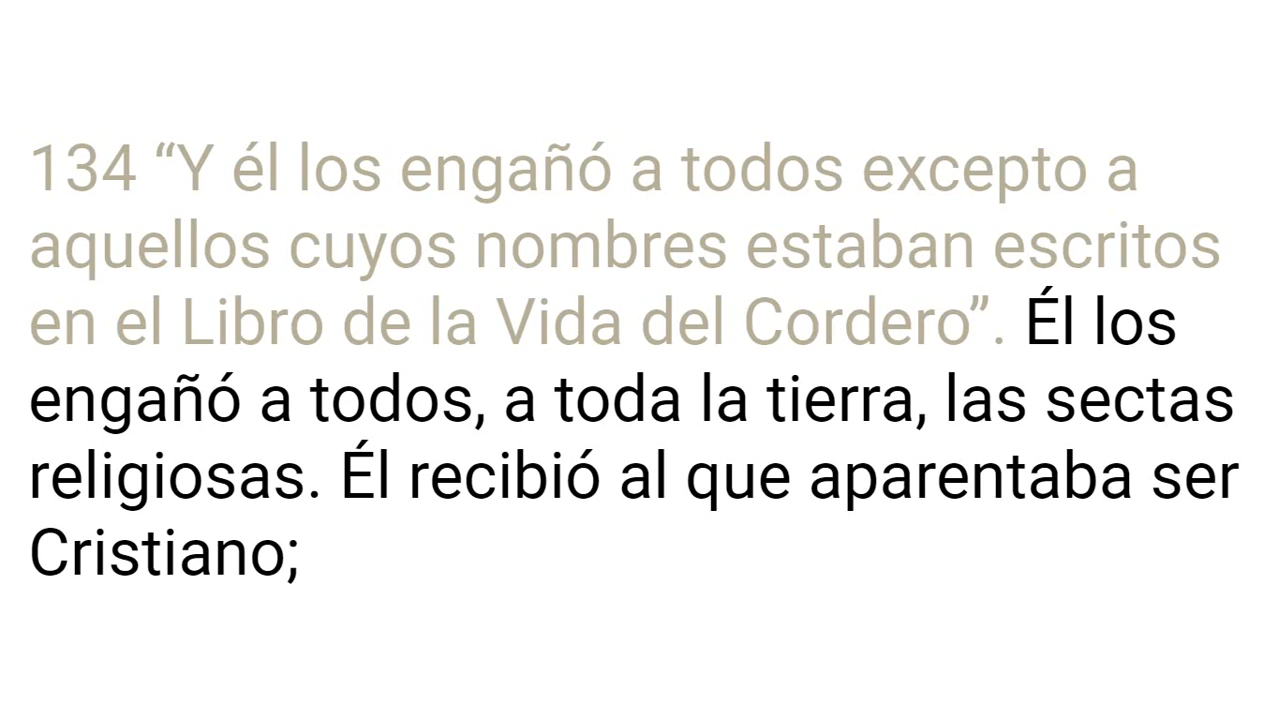 134 “Y él los engañó a todos excepto a
aquellos cuyos nombres estaban escritos
en el Libro de la Vida del Cordero”. Él los
engañó a todos, a toda la tierra, las sectas
religiosas. Él recibió al que aparentaba ser
Cristiano;